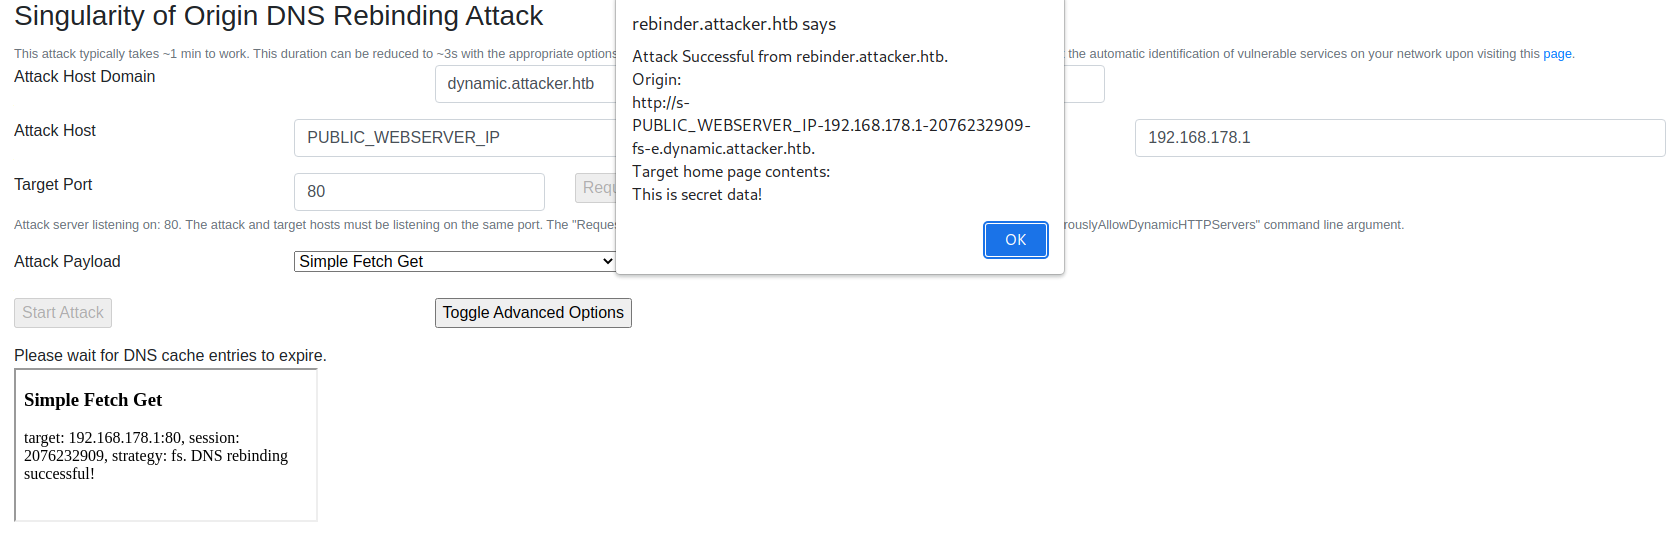 Singularity of Origin DNS Rebinding Attack
This attack typically takes ~1 min to work. This duration can be reduced to ~3s with the appropriate options
the automatic identification of vulnerable services on your network upon visiting this page.
Attack Host Domain
dynamic.attacker.htb
Attack Host
PUBLIC_WEBSERVER_IP
192.168.178.1
Target Port
80
Attack server listening on: 80. The attack and target hosts must be listening on the same port. The "Reque
rouslyAllowDynamicHTTPServers" command line argument.
Attack Payload
Simple Fetch Get
Start Attack
Toggle Advanced Options
Please wait for DNS cache entries to expire.
Simple Fetch Get
target: 192.168.178.1:80, session:
2076232909, strategy: fs. DNS rebinding
successful!
rebinder.attacker.htb says
Attack Successful from rebinder.attacker.htb.
Origin:
http://s-
PUBLIC_WEBSERVER_IP-192.168.178.1-2076232909-
fs-e.dynamic.attacker.htb.
Target home page contents:
This is secret data!
OK